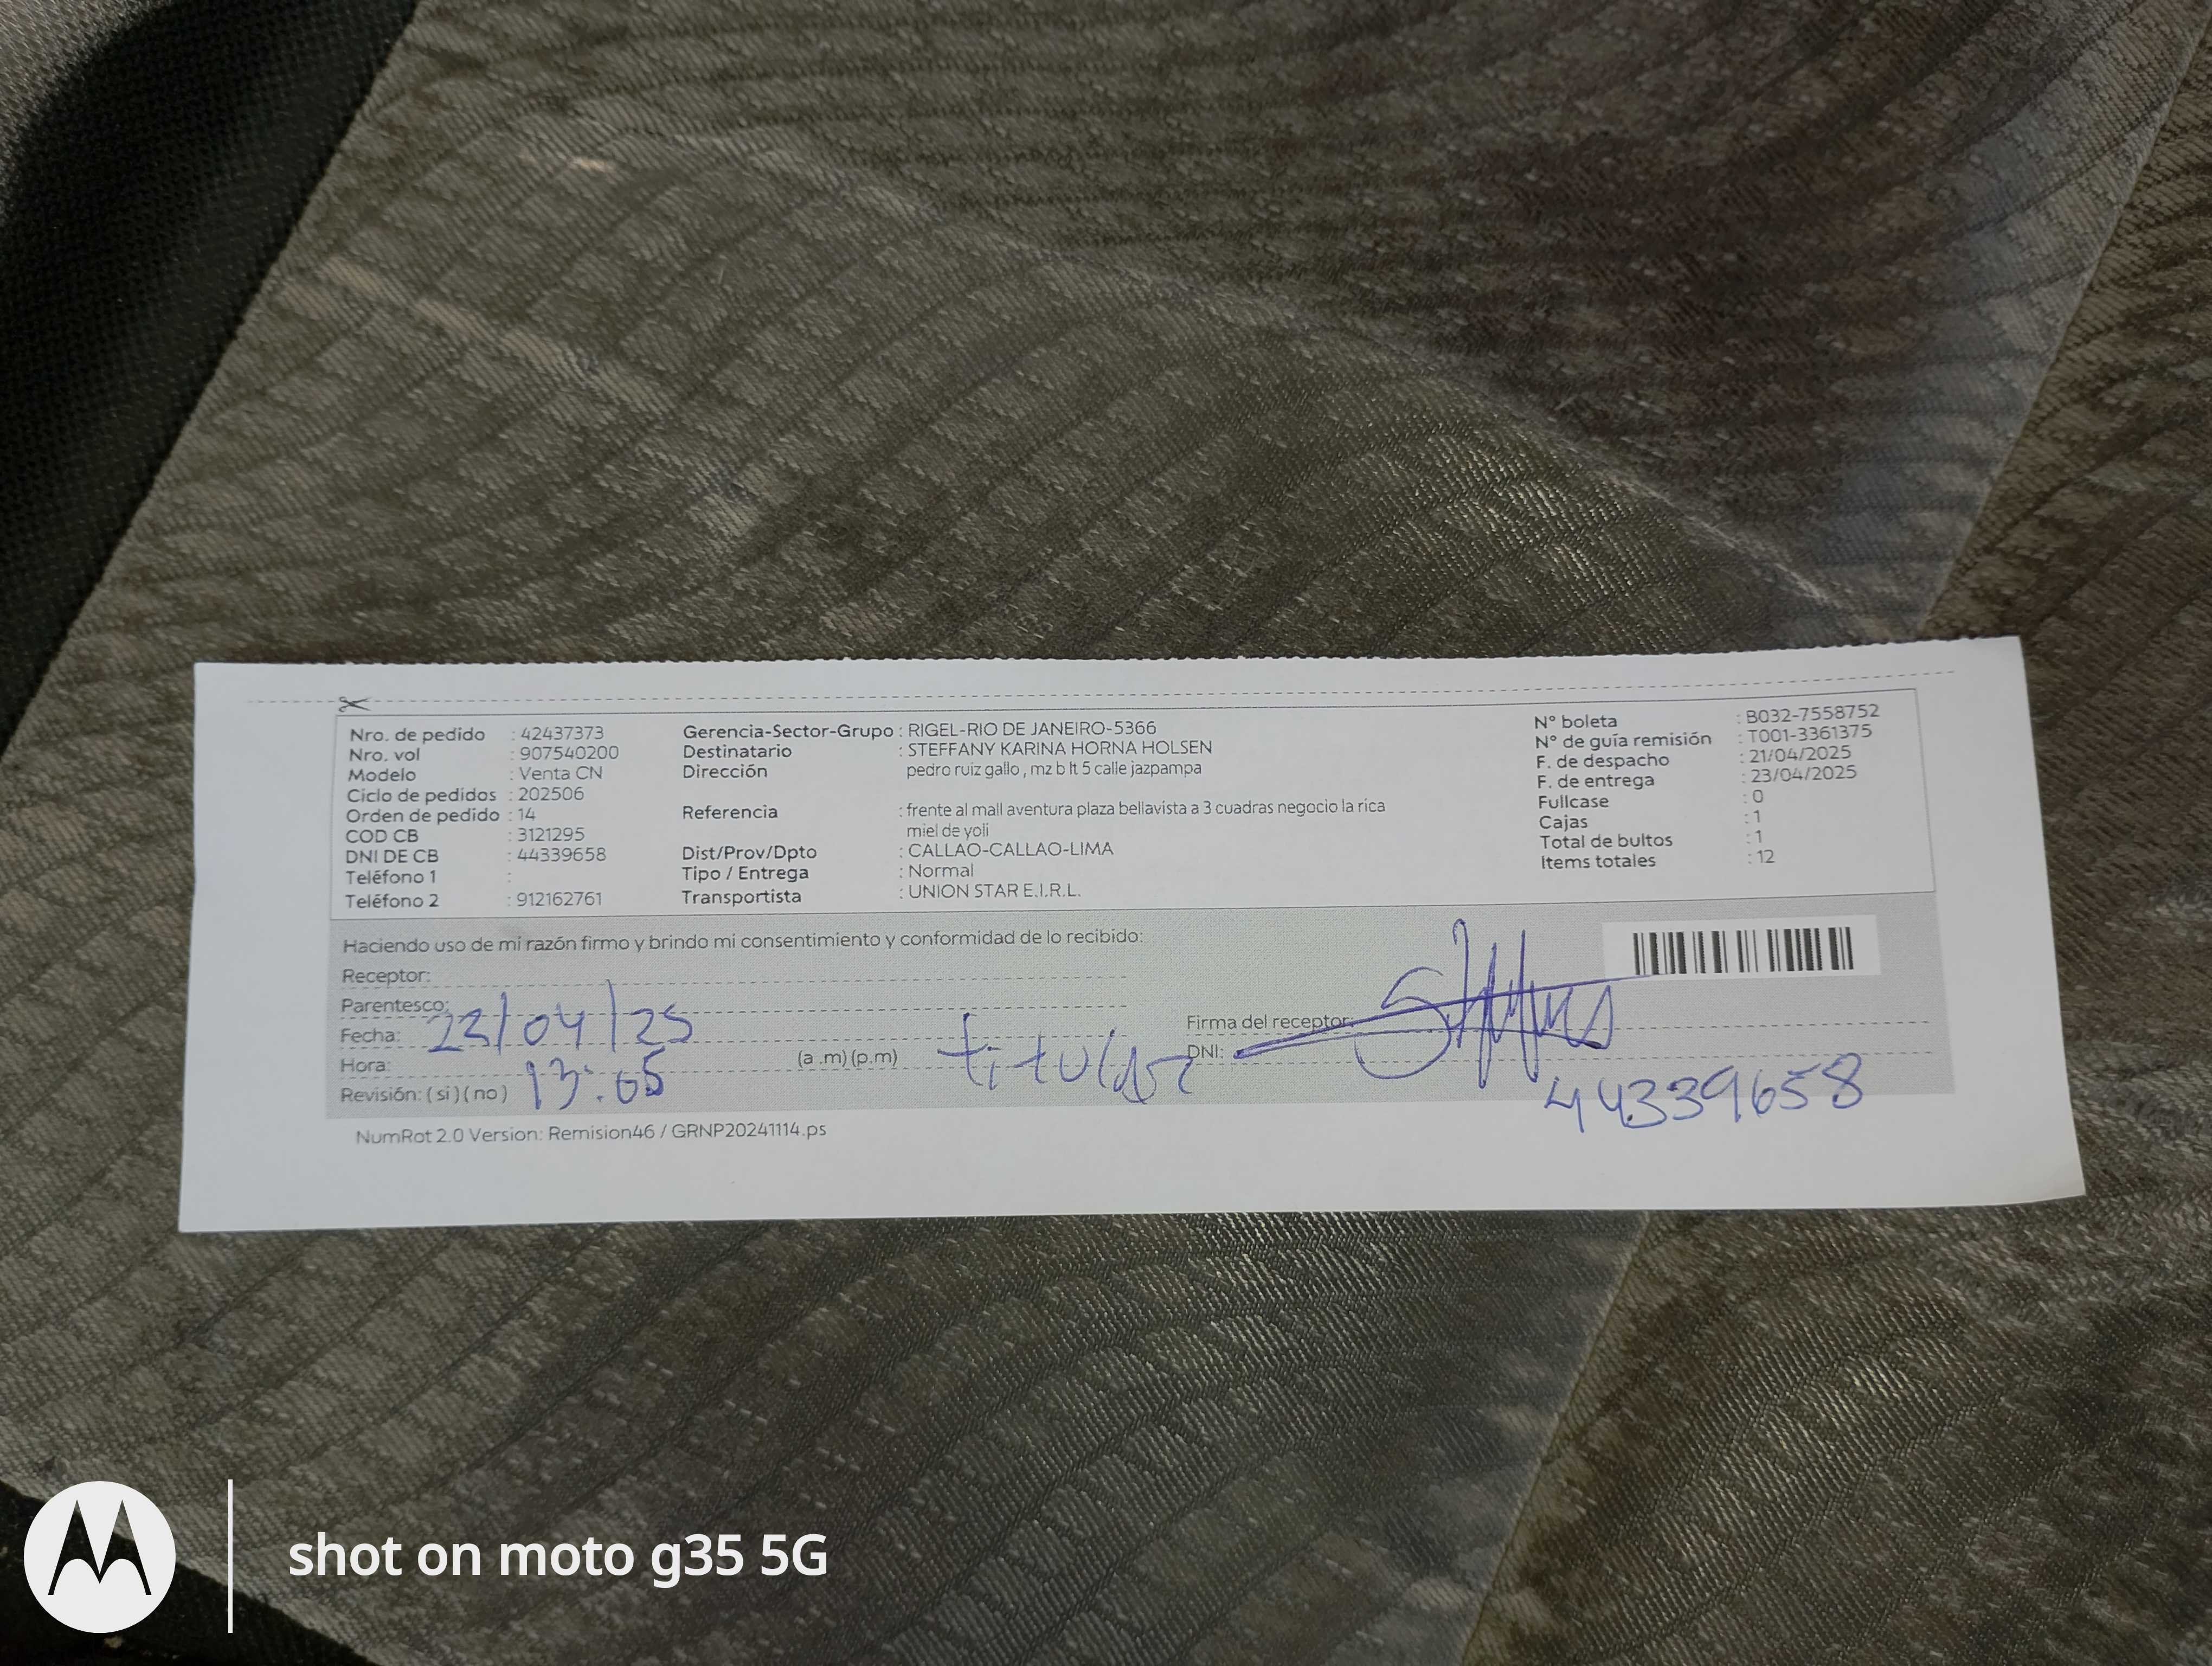 Nro. de pedido : 42437373
Nro. vol : 907540200
Modelo : Venta CN
Ciclo de pedidos : 202506
Orden de pedido : 14
COD CB : 3121295
DNI DE CB : 44339658
Teléfono 1 :
Teléfono 2 : 912162761
Gerencia-Sector-Grupo : RIGEL-RIO DE JANEIRO-5366
Destinatario : STEFFANY KARINA HORNA HOLSEN
Dirección pedro ruiz gallo , mz b lt 5 calle jazpampa
Referencia : frente al mall aventura plaza bellavista a 3 cuadras negocio la rica
miel de yoli
Dist/Prov/Dpto : CALLAO-CALLAO-LIMA
Tipo / Entrega : Normal
Transportista : UNION STAR E.I.R.L.
N° boleta : B032-7558752
N° de guía remisión : T001-3361375
F. de despacho : 21/04/2025
F. de entrega : 23/04/2025
Fullcase : 0
Cajas : 1
Total de bultos : 1
Items totales : 12
Haciendo uso de mi razón firmo y brindo mi consentimiento y conformidad de lo recibido:
Receptor:
Parentesco:
Fecha: 23/04/25
Hora: 13:05 (a .m) (p.m) titular
Revisión: ( si ) ( no )
Firma del receptor:
DNI: 44339658
NumRot 2.0 Version: Remision46 / GRNP20241114.ps
shot on moto g35 5G